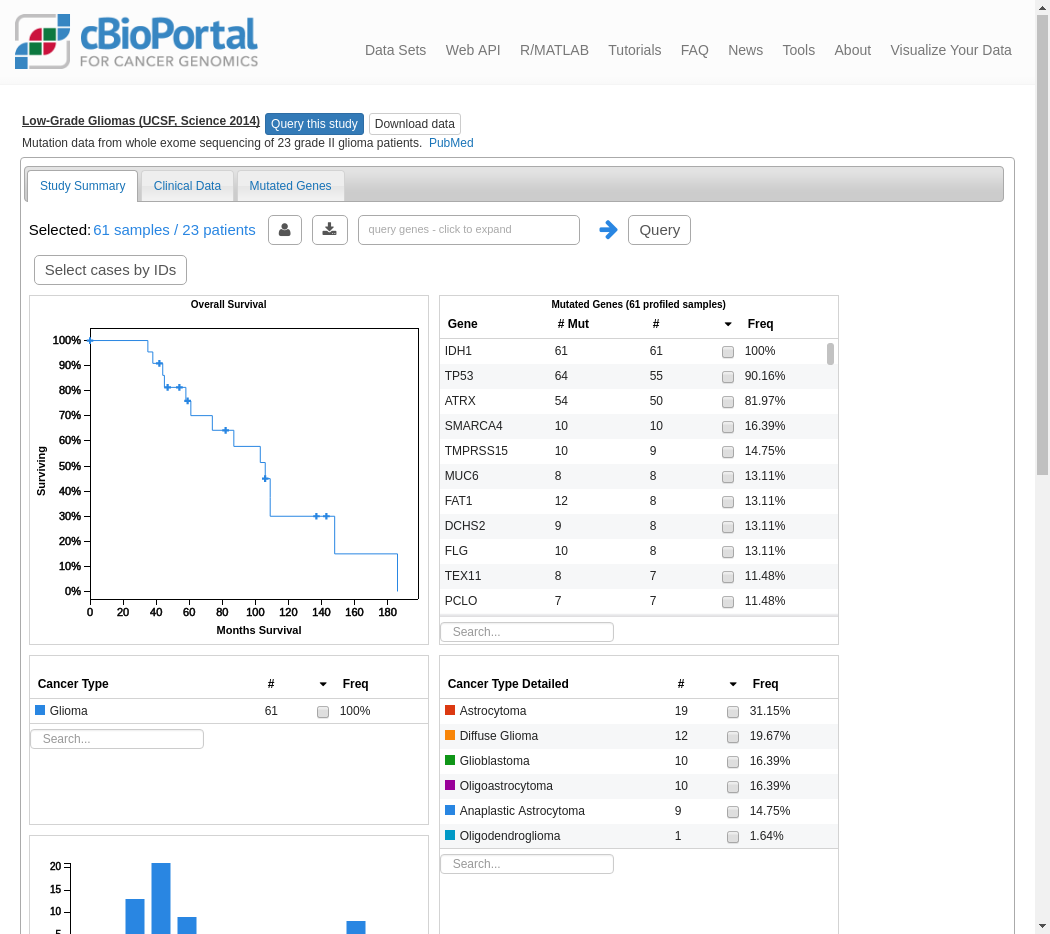 cBioPortal
FOR CANCER GENOMICS
Data Sets Web API R/MATLAB Tutorials FAQ News Tools About Visualize Your Data
Low-Grade Gliomas (UCSF, Science 2014) Query this study Download data
Mutation data from whole exome sequencing of 23 grade II glioma patients. PubMed
Study Summary Clinical Data Mutated Genes
Selected: 61 samples / 23 patients query genes - click to expand Query
Select cases by IDs
Overall Survival
100%
90%
80%
70%
60%
50%
40%
30%
20%
10%
0%
Surviving
0 20 40 60 80 100 120 140 160 180
Months Survival
Mutated Genes (61 profiled samples)
Gene # Mut # Freq
IDH1 61 61 100%
TP53 64 55 90.16%
ATRX 54 50 81.97%
SMARCA4 10 10 16.39%
TMPRSS15 10 9 14.75%
MUC6 8 8 13.11%
FAT1 12 8 13.11%
DCHS2 9 8 13.11%
FLG 10 8 13.11%
TEX11 8 7 11.48%
PCLO 7 7 11.48%
Search...
Cancer Type # Freq
Glioma 61 100%
Search...
Cancer Type Detailed # Freq
Astrocytoma 19 31.15%
Diffuse Glioma 12 19.67%
Glioblastoma 10 16.39%
Oligoastrocytoma 10 16.39%
Anaplastic Astrocytoma 9 14.75%
Oligodendroglioma 1 1.64%
Search...
20
15
10
5